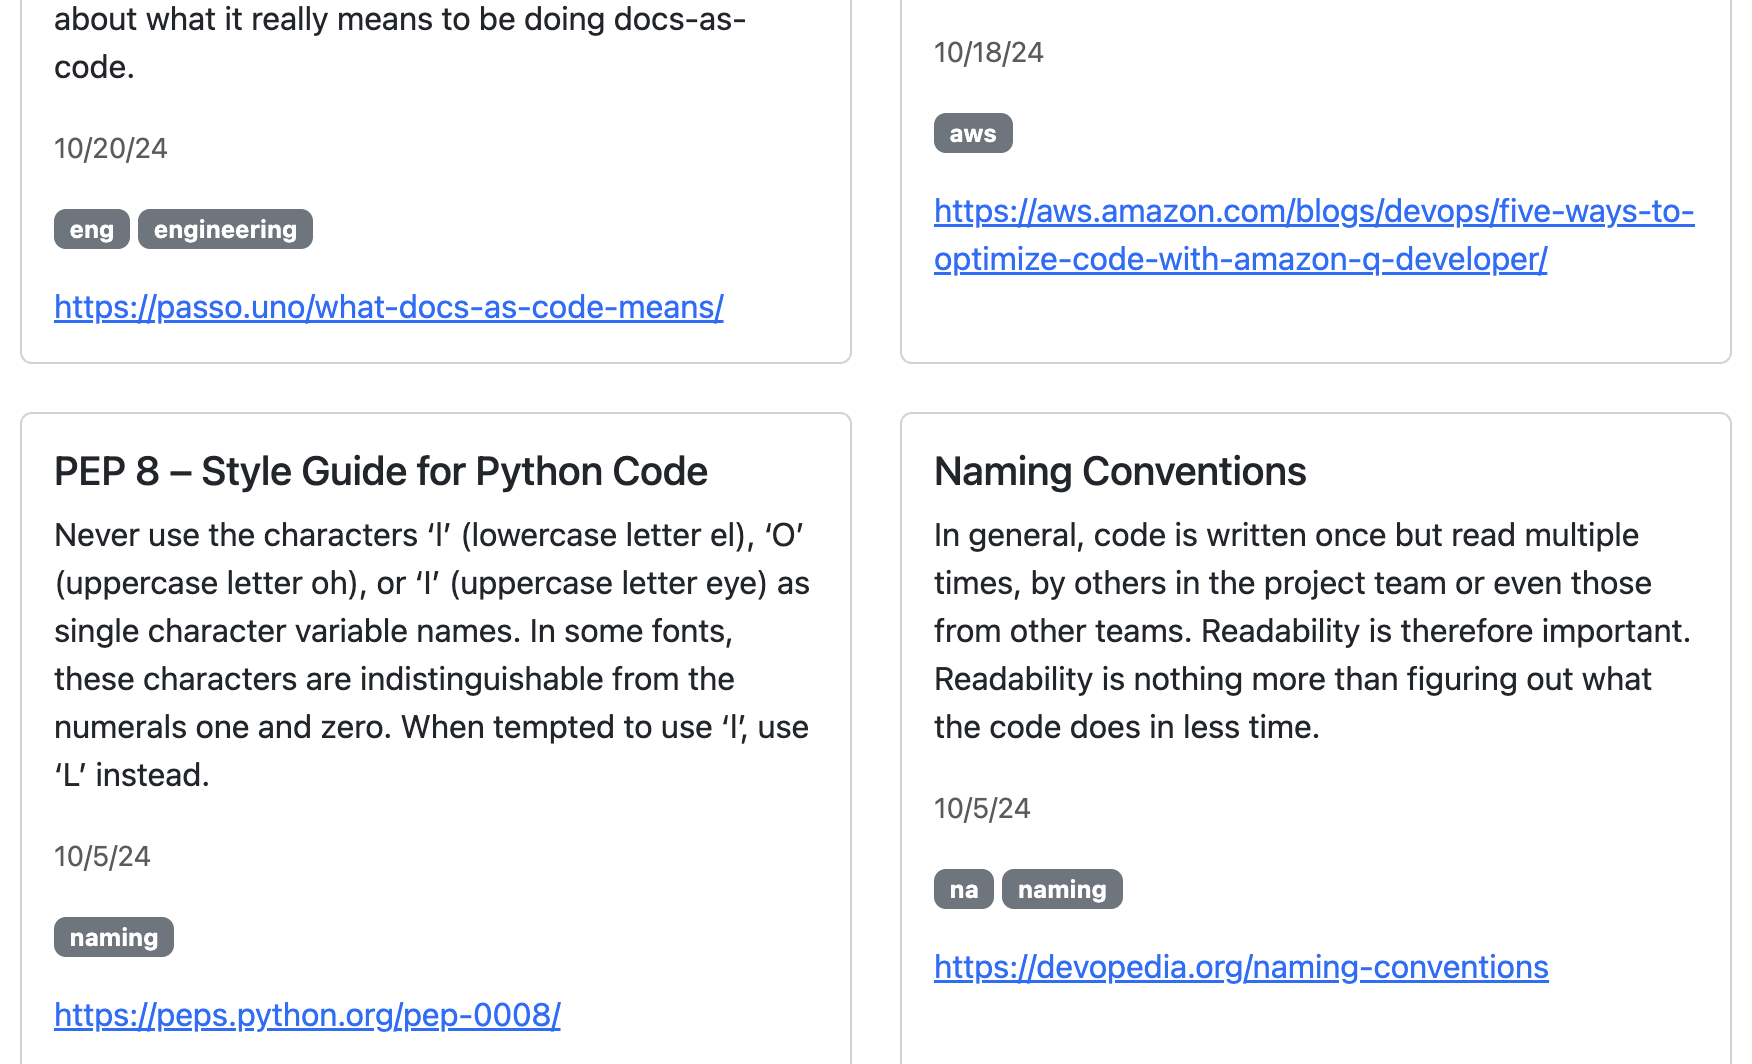 about what it really means to be doing docs-as-
code.
10/20/24
eng engineering
https://passo.uno/what-docs-as-code-means/
10/18/24
aws
https://aws.amazon.com/blogs/devops/five-ways-to-
optimize-code-with-amazon-q-developer/
PEP 8 – Style Guide for Python Code
Never use the characters ‘l’ (lowercase letter el), ‘O’
(uppercase letter oh), or ‘I’ (uppercase letter eye) as
single character variable names. In some fonts,
these characters are indistinguishable from the
numerals one and zero. When tempted to use ‘l’, use
‘L’ instead.
10/5/24
naming
https://peps.python.org/pep-0008/
Naming Conventions
In general, code is written once but read multiple
times, by others in the project team or even those
from other teams. Readability is therefore important.
Readability is nothing more than figuring out what
the code does in less time.
10/5/24
na naming
https://devopedia.org/naming-conventions